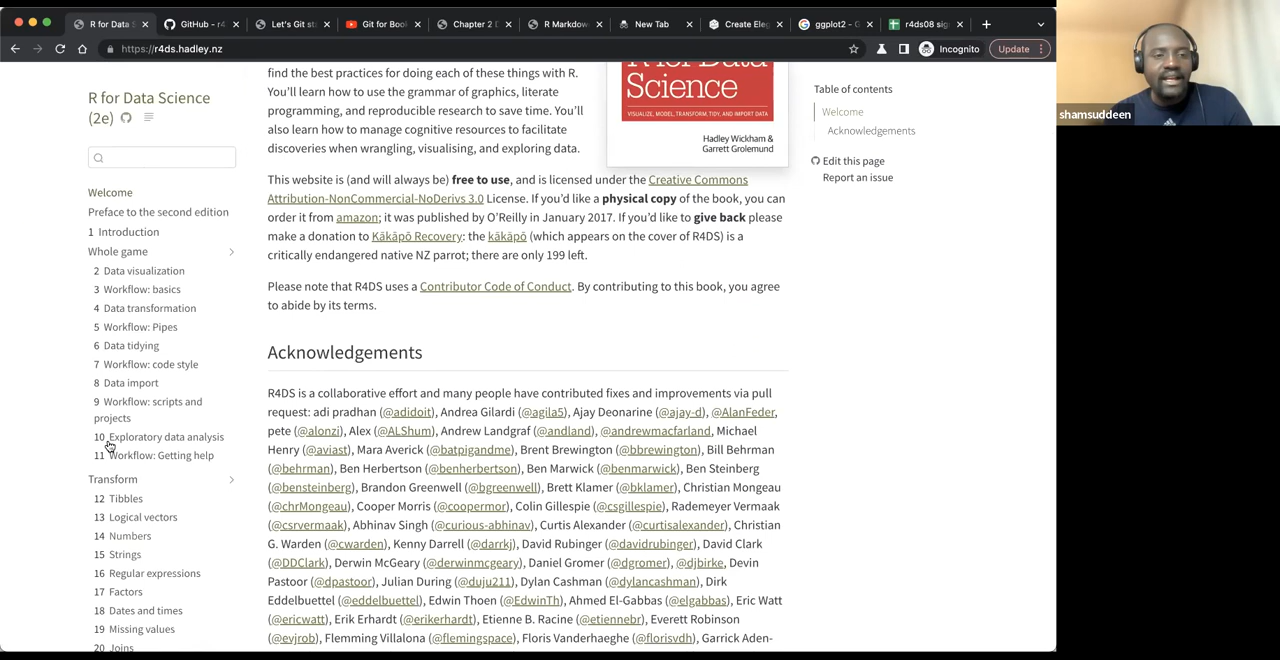 R for Data S
GitHub - r4
Let's Git sta
Git for Book
Chapter 2 D
R Markdow
New Tab
Create Eleg
ggplot2 - G
r4ds08 sig
https://r4ds.hadley.nz
Incognito
Update
shamsuddeen
R for Data Science
(2e)
Welcome
Preface to the second edition
1 Introduction
Whole game
2 Data visualization
3 Workflow: basics
4 Data transformation
5 Workflow: Pipes
6 Data tidying
7 Workflow: code style
8 Data import
9 Workflow: scripts and
projects
10 Exploratory data analysis
11 Workflow: Getting help
Transform
12 Tibbles
13 Logical vectors
14 Numbers
15 Strings
16 Regular expressions
17 Factors
18 Dates and times
19 Missing values
20 Joins
find the best practices for doing each of these things with R.
You'll learn how to use the grammar of graphics, literate
programming, and reproducible research to save time. You'll
also learn how to manage cognitive resources to facilitate
discoveries when wrangling, visualising, and exploring data.
R for Data
Science
VISUALIZE, MODEL, TRANSFORM, TIDY, AND IMPORT DATA
Hadley Wickham &
Garrett Grolemund
This website is (and will always be) free to use, and is licensed under the Creative Commons
Attribution-NonCommercial-NoDerivs 3.0 License. If you'd like a physical copy of the book, you can
order it from amazon; it was published by O'Reilly in January 2017. If you'd like to give back please
make a donation to Kākāpō Recovery: the kākāpō (which appears on the cover of R4DS) is a
critically endangered native NZ parrot; there are only 199 left.
Please note that R4DS uses a Contributor Code of Conduct. By contributing to this book, you agree
to abide by its terms.
Acknowledgements
R4DS is a collaborative effort and many people have contributed fixes and improvements via pull
request: adi pradhan (@adidoit), Andrea Gilardi (@agila5), Ajay Deonarine (@ajay-d), @AlanFeder,
pete (@alonzi), Alex (@ALShum), Andrew Landgraf (@andland), @andrewmacfarland, Michael
Henry (@aviast), Mara Averick (@batpigandme), Brent Brewington (@bbrewington), Bill Behrman
(@behrman), Ben Herbertson (@benherbertson), Ben Marwick (@benmarwick), Ben Steinberg
(@bensteinberg), Brandon Greenwell (@bgreenwell), Brett Klamer (@bklamer), Christian Mongeau
(@chrMongeau), Cooper Morris (@coopermor), Colin Gillespie (@csgillespie), Rademeyer Vermaak
(@csrvermaak), Abhinav Singh (@curious-abhinav), Curtis Alexander (@curtisalexander), Christian
G. Warden (@cwarden), Kenny Darrell (@darrkj), David Rubinger (@davidrubinger), David Clark
(@DDClark), Derwin McGeary (@derwinmcgeary), Daniel Gromer (@dgromer), @djbirke, Devin
Pastoor (@dpastoor), Julian During (@duju211), Dylan Cashman (@dylancashman), Dirk
Eddelbuettel (@eddelbuettel), Edwin Thoen (@EdwinTh), Ahmed El-Gabbas (@elgabbas), Eric Watt
(@ericwatt), Erik Erhardt (@erikerhardt), Etienne B. Racine (@etiennebr), Everett Robinson
(@evjrob), Flemming Villalona (@flemingspace), Floris Vanderhaeghe (@florisvdh), Garrick Aden-
Table of contents
Welcome
Acknowledgements
Edit this page
Report an issue